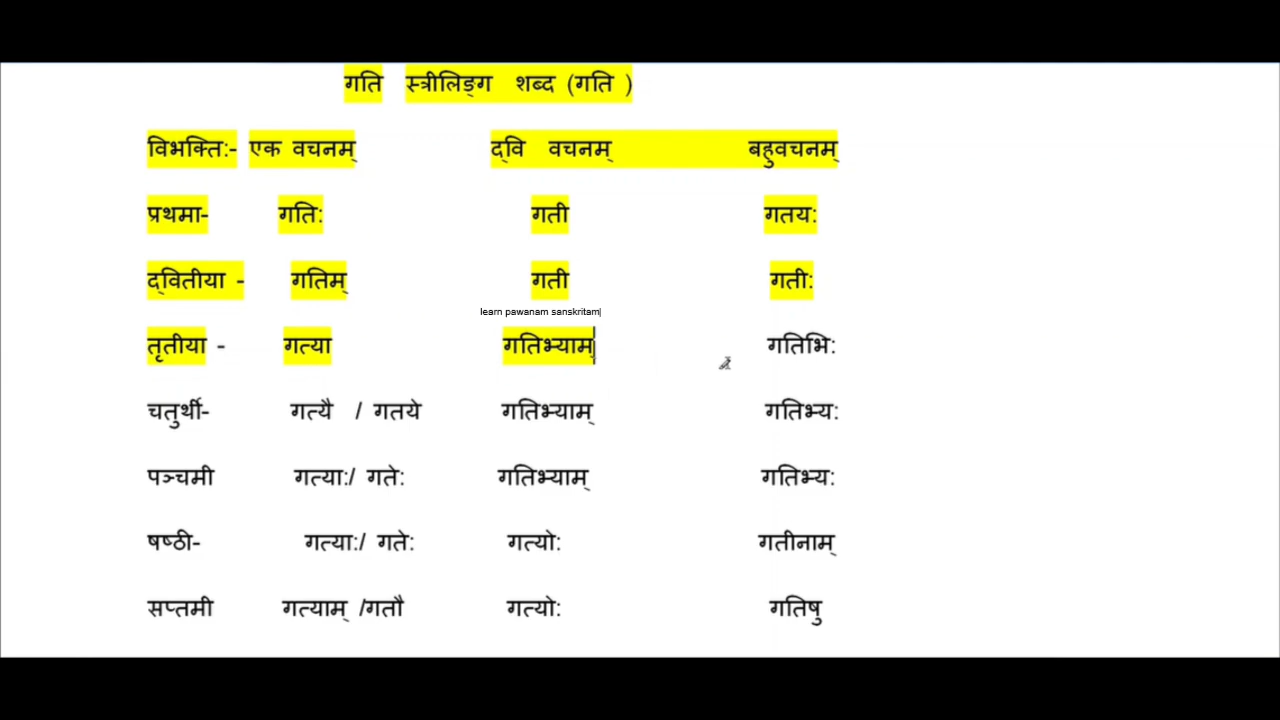 गति स्त्रीलिङ्ग शब्द (गति )
विभक्ति:- एक वचनम् द्‌वि वचनम् बहुवचनम्
प्रथमा- गति: गती गतय:
द्‌वितीया - गतिम् गती गती:
learn pawanam sanskritam
तृतीया - गत्या गतिभ्याम् गतिभि:
चतुर्थी- गत्यै / गतये गतिभ्याम् गतिभ्य:
पञ्चमी गत्या:/ गते: गतिभ्याम् गतिभ्य:
षष्ठी- गत्या:/ गते: गत्यो: गतीनाम्
सप्तमी गत्याम् /गतौ गत्यो: गतिषु